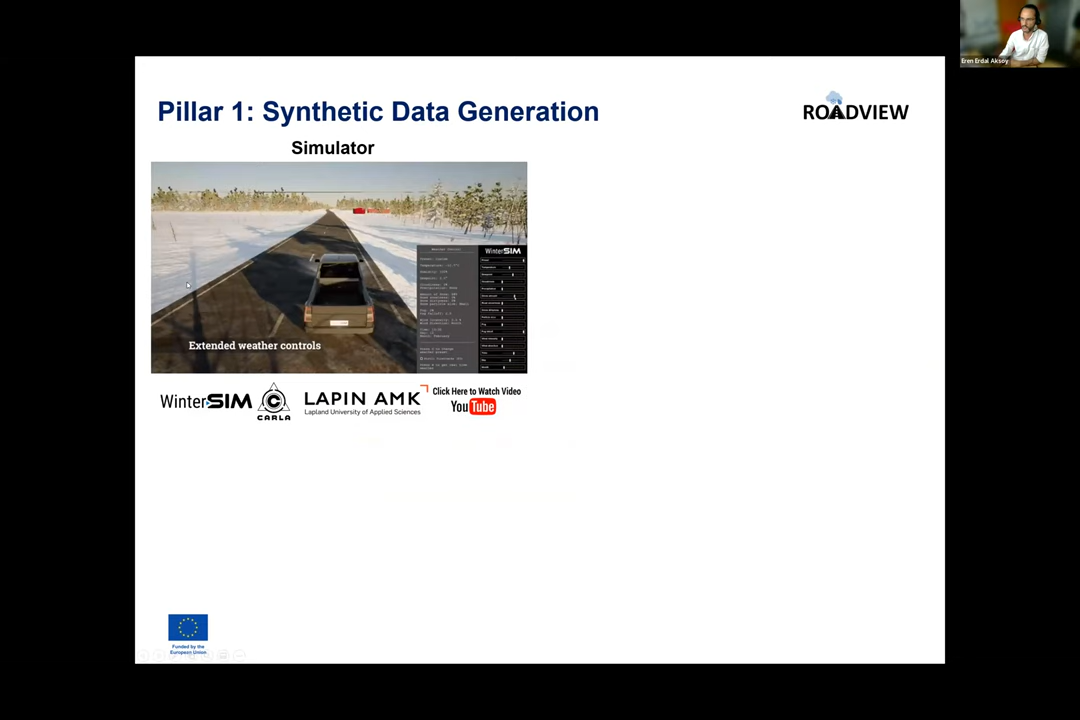 Eren Erdal Aksoy
Pillar 1: Synthetic Data Generation
ROADVIEW
Simulator
WinterSIM
Extended weather controls
WinterSIM
CARLA
LAPIN AMK
Lapland University of Applied Sciences
Click Here to Watch Video
YouTube
Funded by the
European Union